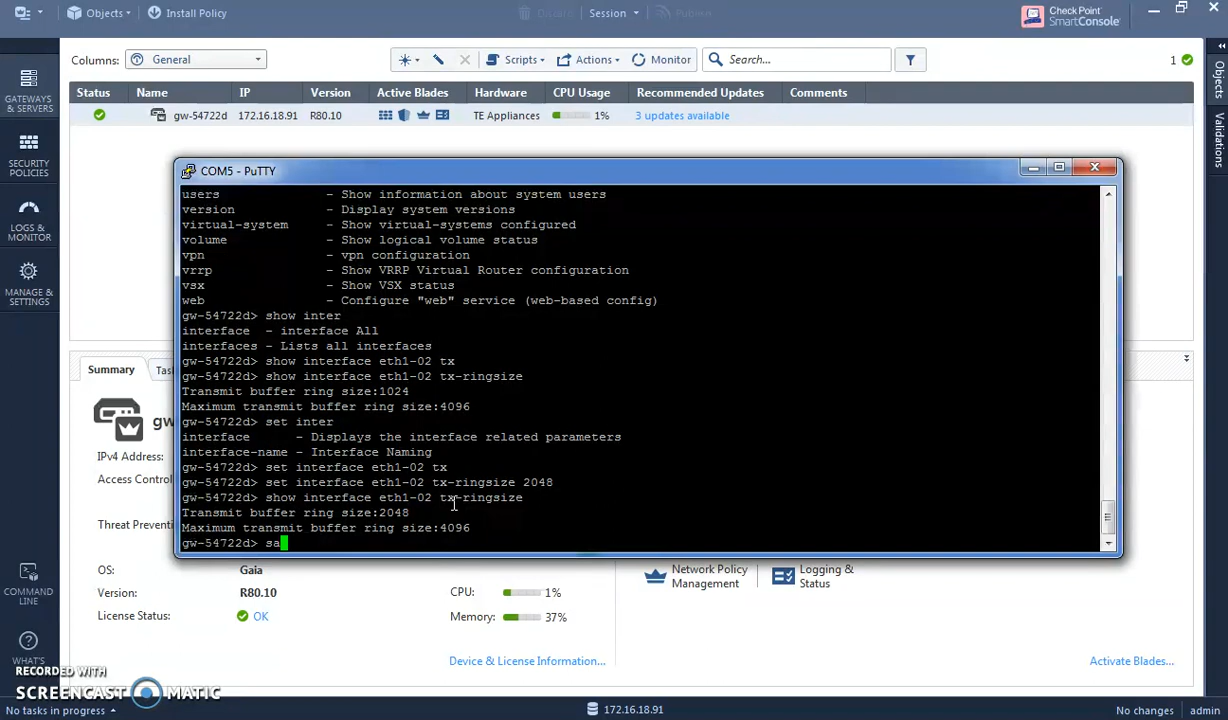 Objects
Install Policy
Discard
Session
Publish
Check Point
SmartConsole
GATEWAYS
& SERVERS
SECURITY
POLICIES
LOGS &
MONITOR
MANAGE &
SETTINGS
COMMAND
LINE
WHAT'S
Columns:
General
Scripts
Actions
Monitor
Search...
1
Status Name IP Version Active Blades Hardware CPU Usage Recommended Updates Comments
gw-54722d 172.16.18.91 R80.10 TE Appliances 1% 3 updates available
Objects
Validations
COM5 - PuTTY
users - Show information about system users
version - Display system versions
virtual-system - Show virtual-systems configured
volume - Show logical volume status
vpn - vpn configuration
vrrp - Show VRRP Virtual Router configuration
vsx - Show VSX status
web - Configure "web" service (web-based config)
gw-54722d> show inter
interface - interface All
interfaces - Lists all interfaces
gw-54722d> show interface eth1-02 tx
gw-54722d> show interface eth1-02 tx-ringsize
Transmit buffer ring size:1024
Maximum transmit buffer ring size:4096
gw-54722d> set inter
interface - Displays the interface related parameters
interface-name - Interface Naming
gw-54722d> set interface eth1-02 tx
gw-54722d> set interface eth1-02 tx-ringsize 2048
gw-54722d> show interface eth1-02 tx-ringsize
Transmit buffer ring size:2048
Maximum transmit buffer ring size:4096
gw-54722d> sa
Summary
Tas
gw
IPv4 Address:
Access Control
Threat Preventi
OS: Gaia
Version: R80.10
License Status: OK
CPU: 1%
Memory: 37%
Network Policy
Management
Logging &
Status
Device & License Information...
Activate Blades...
RECORDED WITH
SCREENCAST MATIC
No tasks in progress
172.16.18.91
No changes
admin